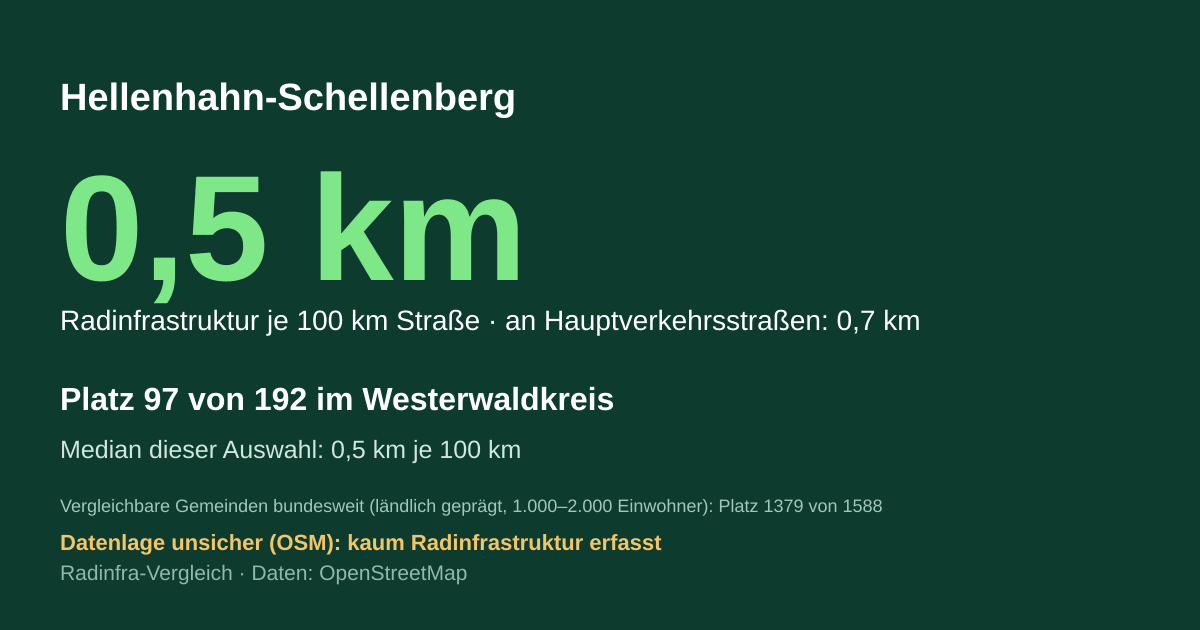 Hellenhahn-Schellenberg
0,5 km
Radinfrastruktur je 100 km Straße · an Hauptverkehrsstraßen: 0,7 km
Platz 97 von 192 im Westerwaldkreis
Median dieser Auswahl: 0,5 km je 100 km
Vergleichbare Gemeinden bundesweit (ländlich geprägt, 1.000–2.000 Einwohner): Platz 1379 von 1588
Datenlage unsicher (OSM): kaum Radinfrastruktur erfasst
Radinfra-Vergleich · Daten: OpenStreetMap